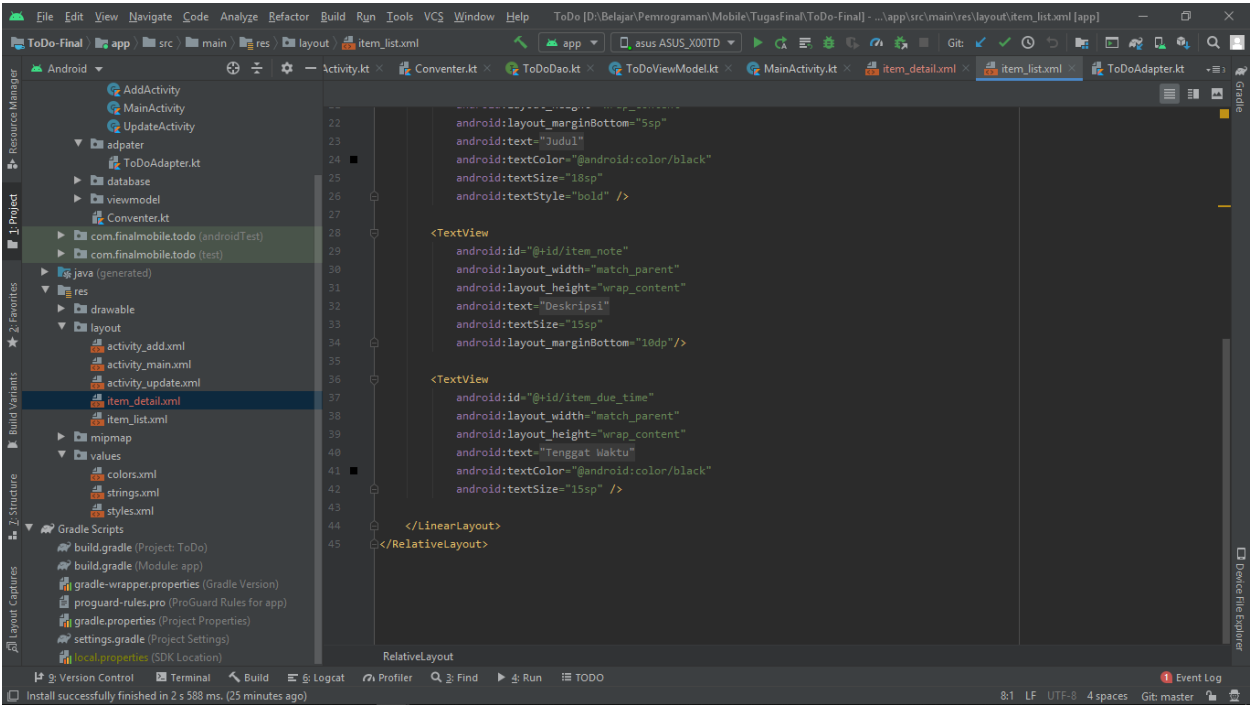 File Edit View Navigate Code Analyze Refactor Build Run Tools VCS Window Help ToDo [D:\Belajar\Pemrograman\Mobile\TugasFinal\ToDo-Final] - ...\app\src\main\res\layout\item_list.xml [app]
ToDo-Final app src main res layout item_list.xml app asus ASUS_X00TD Git:
Android
Activity.kt Conventer.kt ToDoDao.kt ToDoViewModel.kt MainActivity.kt item_detail.xml item_list.xml ToDoAdapter.kt
Resource Manager
1: Project
2: Favorites
Build Variants
Z: Structure
Layout Captures
AddActivity
MainActivity
UpdateActivity
adpater
ToDoAdapter.kt
database
viewmodel
Conventer.kt
com.finalmobile.todo (androidTest)
com.finalmobile.todo (test)
java (generated)
res
drawable
layout
activity_add.xml
activity_main.xml
activity_update.xml
item_detail.xml
item_list.xml
mipmap
values
colors.xml
strings.xml
styles.xml
Gradle Scripts
build.gradle (Project: ToDo)
build.gradle (Module: app)
gradle-wrapper.properties (Gradle Version)
proguard-rules.pro (ProGuard Rules for app)
gradle.properties (Project Properties)
settings.gradle (Project Settings)
local.properties (SDK Location)
22 android:layout_marginBottom="5sp"
23 android:text="Judul"
24 android:textColor="@android:color/black"
25 android:textSize="18sp"
26 android:textStyle="bold" />
27
28 <TextView
29 android:id="@+id/item_note"
30 android:layout_width="match_parent"
31 android:layout_height="wrap_content"
32 android:text="Deskripsi"
33 android:textSize="15sp"
34 android:layout_marginBottom="10dp"/>
35
36 <TextView
37 android:id="@+id/item_due_time"
38 android:layout_width="match_parent"
39 android:layout_height="wrap_content"
40 android:text="Tenggat Waktu"
41 android:textColor="@android:color/black"
42 android:textSize="15sp" />
43
44 </LinearLayout>
45 </RelativeLayout>
RelativeLayout
Gradle
Device File Explorer
9: Version Control Terminal Build 6: Logcat Profiler 3: Find 4: Run TODO 1 Event Log
Install successfully finished in 2 s 588 ms. (25 minutes ago) 8:1 LF UTF-8 4 spaces Git: master